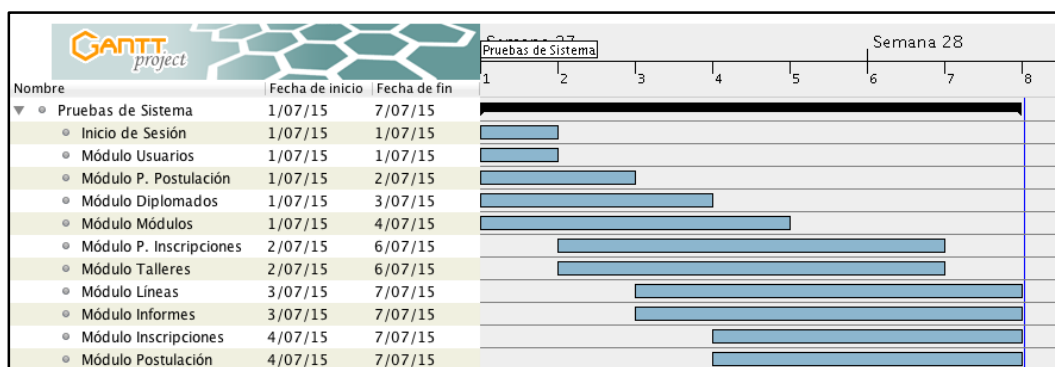 GANTT
project
Semana 27
Semana 28
Pruebas de Sistema
1 2 3 4 5 6 7 8
Nombre Fecha de inicio Fecha de fin
Pruebas de Sistema 1/07/15 7/07/15
Inicio de Sesión 1/07/15 1/07/15
Módulo Usuarios 1/07/15 1/07/15
Módulo P. Postulación 1/07/15 2/07/15
Módulo Diplomados 1/07/15 3/07/15
Módulo Módulos 1/07/15 4/07/15
Módulo P. Inscripciones 2/07/15 6/07/15
Módulo Talleres 2/07/15 6/07/15
Módulo Líneas 3/07/15 7/07/15
Módulo Informes 3/07/15 7/07/15
Módulo Inscripciones 4/07/15 7/07/15
Módulo Postulación 4/07/15 7/07/15